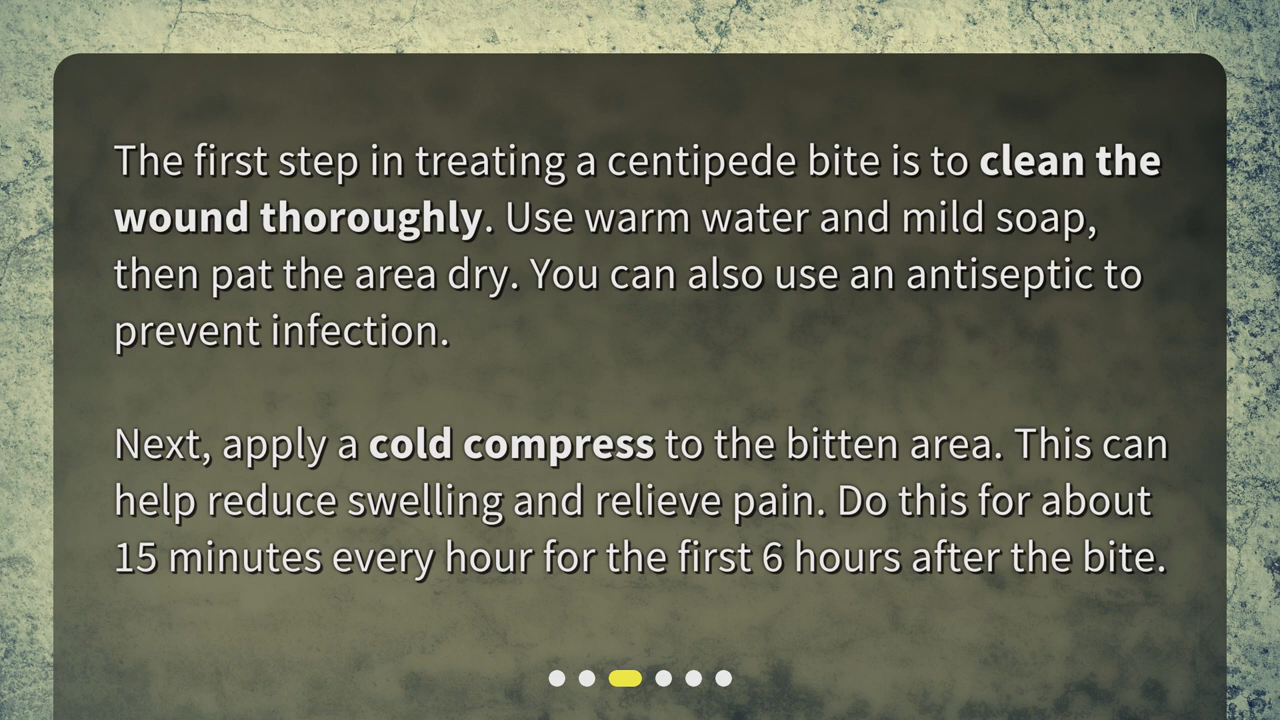 The first step in treating a centipede bite is to clean the
wound thoroughly. Use warm water and mild soap,
then pat the area dry. You can also use an antiseptic to
prevent infection.
Next, apply a cold compress to the bitten area. This can
help reduce swelling and relieve pain. Do this for about
15 minutes every hour for the first 6 hours after the bite.